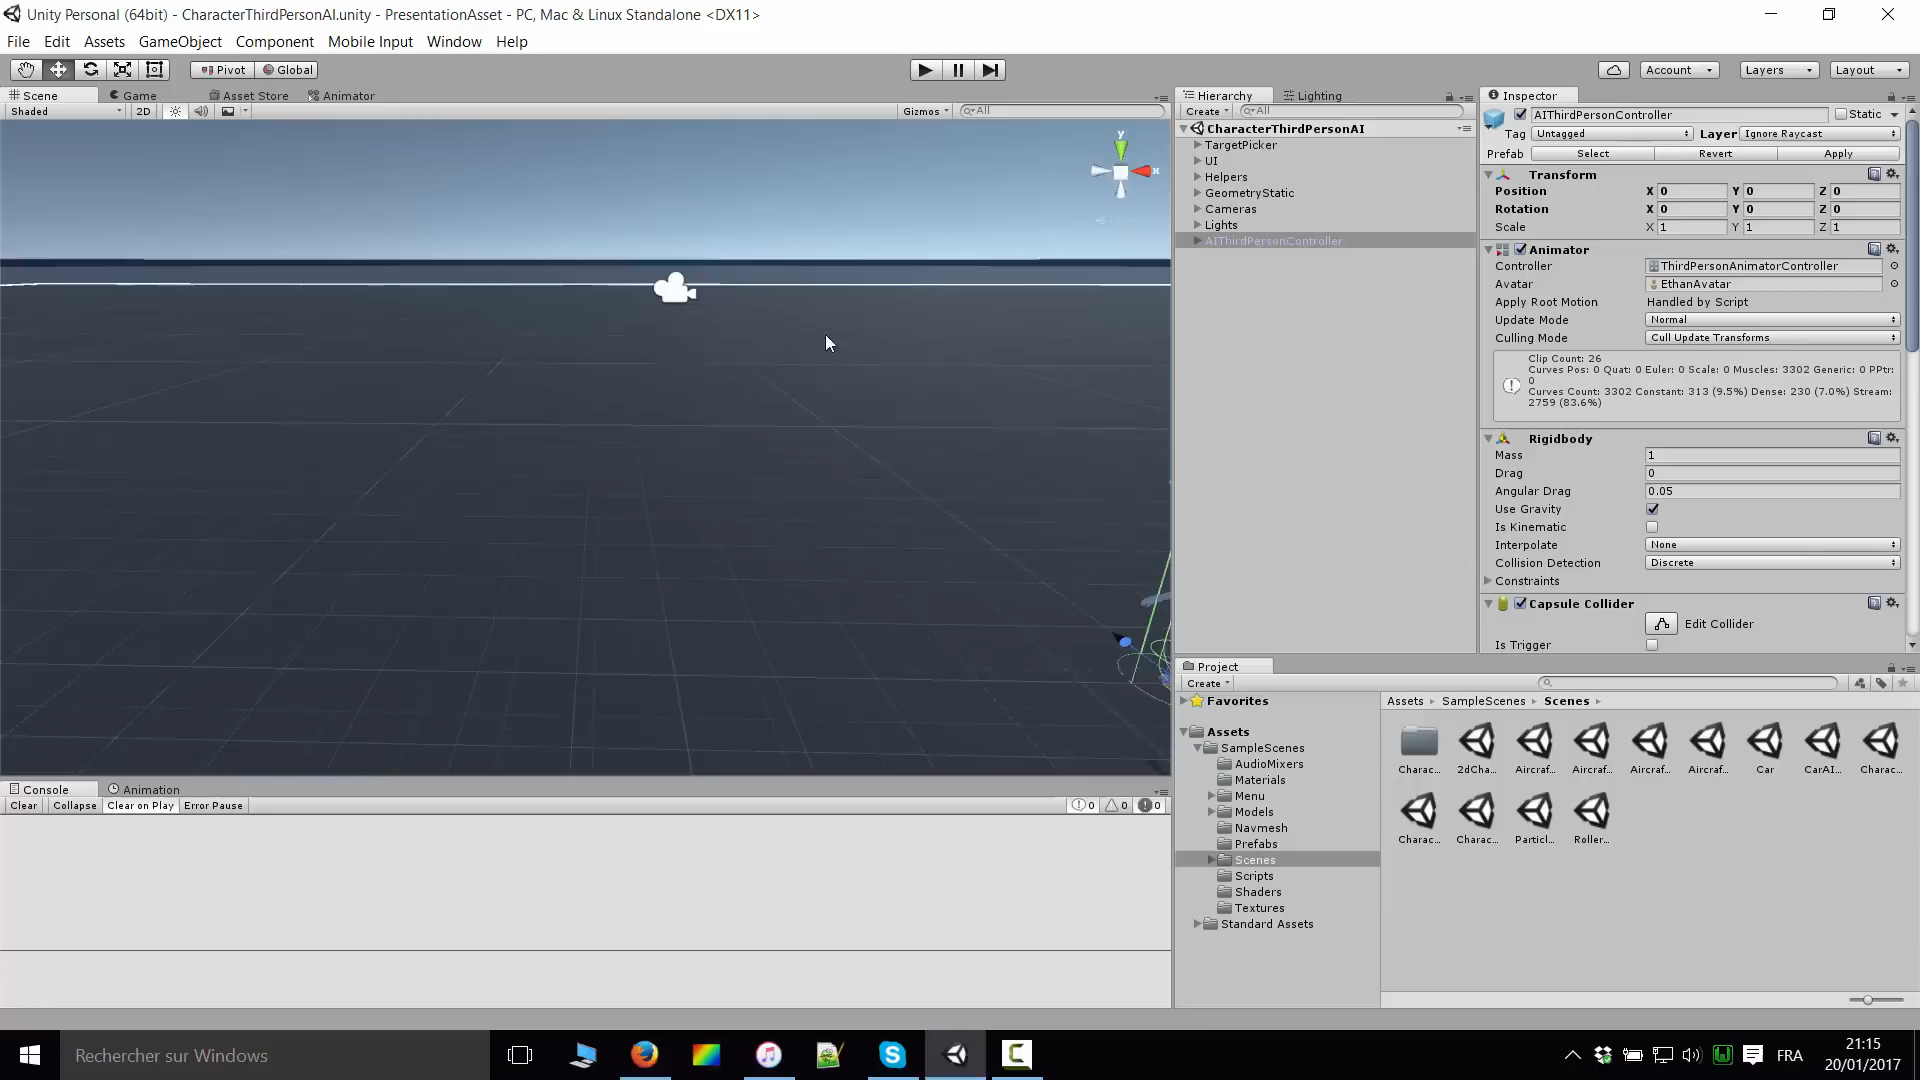 Unity Personal (64bit) - CharacterThirdPersonAI.unity - PresentationAsset - PC, Mac & Linux Standalone <DX11>
File Edit Assets GameObject Component Mobile Input Window Help
Pivot Global Account Layers Layout
Scene Game Asset Store Animator
Shaded 2D Gizmos All
y
x
Hierarchy Lighting
Create All
CharacterThirdPersonAI
TargetPicker
UI
Helpers
GeometryStatic
Cameras
Lights
AIThirdPersonController
Inspector
AIThirdPersonController Static
Tag Untagged Layer Ignore Raycast
Prefab Select Revert Apply
Transform
Position X 0 Y 0 Z 0
Rotation X 0 Y 0 Z 0
Scale X 1 Y 1 Z 1
Animator
Controller ThirdPersonAnimatorController
Avatar EthanAvatar
Apply Root Motion Handled by Script
Update Mode Normal
Culling Mode Cull Update Transforms
Clip Count: 26
Curves Pos: 0 Quat: 0 Euler: 0 Scale: 0 Muscles: 3302 Generic: 0 PPtr:
0
Curves Count: 3302 Constant: 313 (9.5%) Dense: 230 (7.0%) Stream:
2759 (83.6%)
Rigidbody
Mass 1
Drag 0
Angular Drag 0.05
Use Gravity
Is Kinematic
Interpolate None
Collision Detection Discrete
Constraints
Capsule Collider
Edit Collider
Is Trigger
Project
Create
Favorites
Assets
SampleScenes
AudioMixers
Materials
Menu
Models
Navmesh
Prefabs
Scenes
Scripts
Shaders
Textures
Standard Assets
Assets SampleScenes Scenes
Charac... 2dCha... Aircraf... Aircraf... Aircraf... Aircraf... Car CarAI... Charac...
Charac... Charac... Particl... Roller...
Console Animation
Clear Collapse Clear on Play Error Pause 0 0 0
Rechercher sur Windows
FRA
21:15
20/01/2017